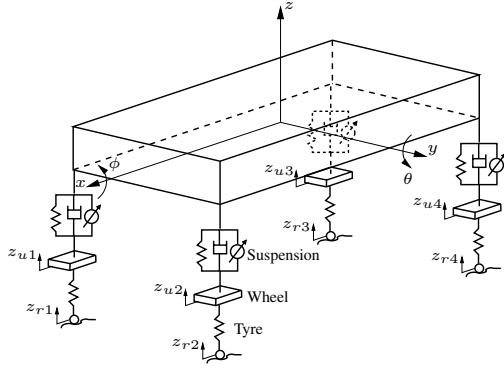 z
ϕ
x
y
θ
z_{u3}
z_{u4}
z_{r3}
z_{u1}
Suspension
z_{r4}
z_{u2}
Wheel
z_{r1}
Tyre
z_{r2}